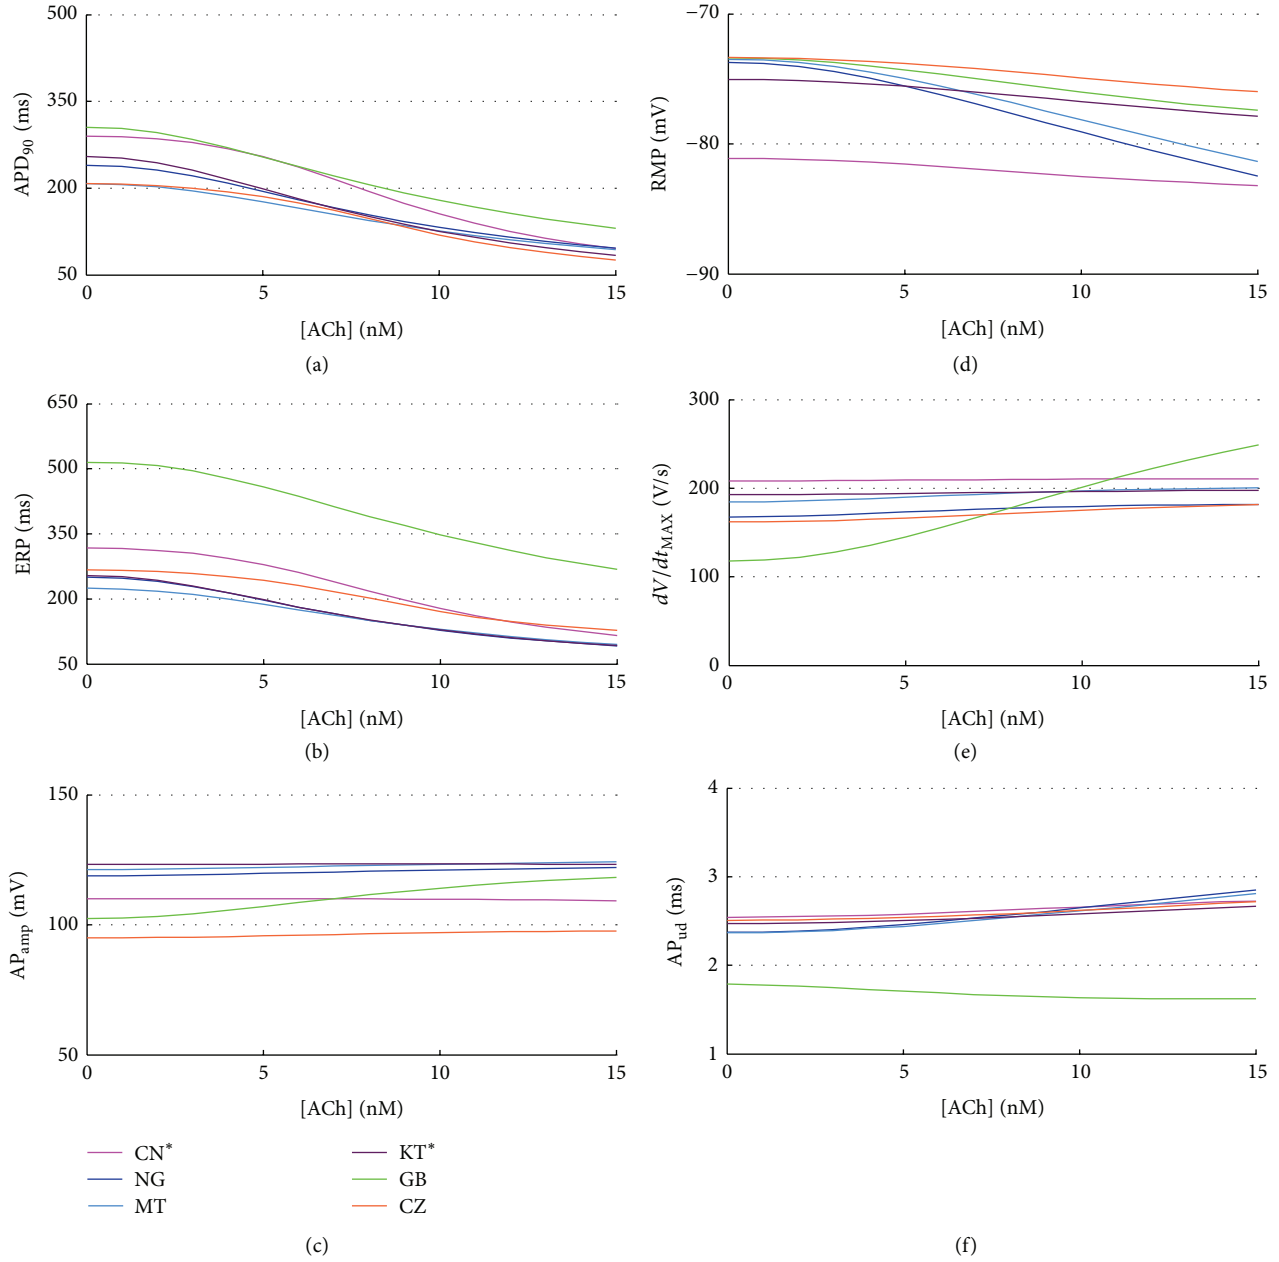 500
350
200
50
APD90 (ms)
0 5 10 15
[ACh] (nM)
(a)
−70
−80
−90
RMP (mV)
0 5 10 15
[ACh] (nM)
(d)
650
500
350
200
50
ERP (ms)
0 5 10 15
[ACh] (nM)
(b)
300
200
100
0
dV/dtMAX (V/s)
0 5 10 15
[ACh] (nM)
(e)
150
100
50
APamp (mV)
0 5 10 15
[ACh] (nM)
CN*
NG
MT
KT*
GB
CZ
(c)
4
3
2
1
APud (ms)
0 5 10 15
[ACh] (nM)
(f)